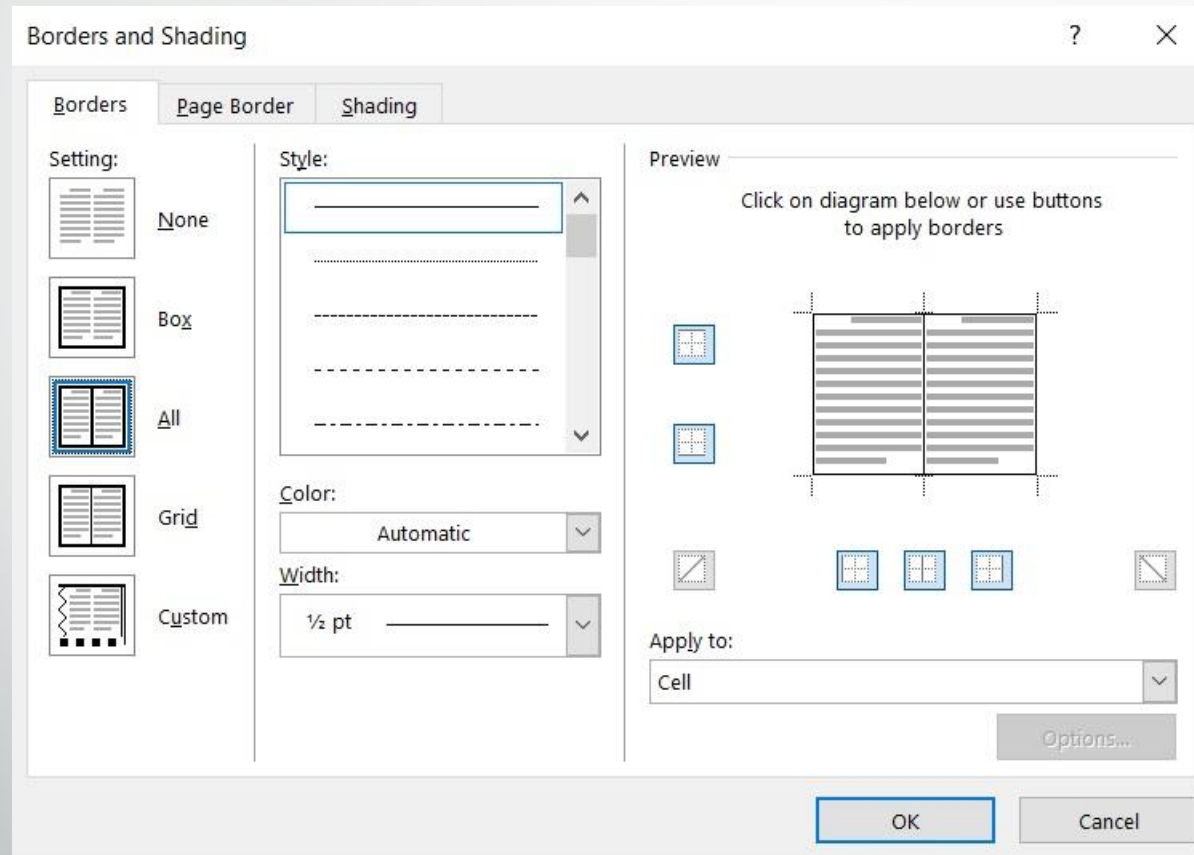 Borders and Shading
?
Borders
Page Border
Shading
Setting:
None
Box
All
Grid
Custom
Style:
Color:
Automatic
Width:
½ pt
Preview
Click on diagram below or use buttons
to apply borders
Apply to:
Cell
Options...
OK
Cancel